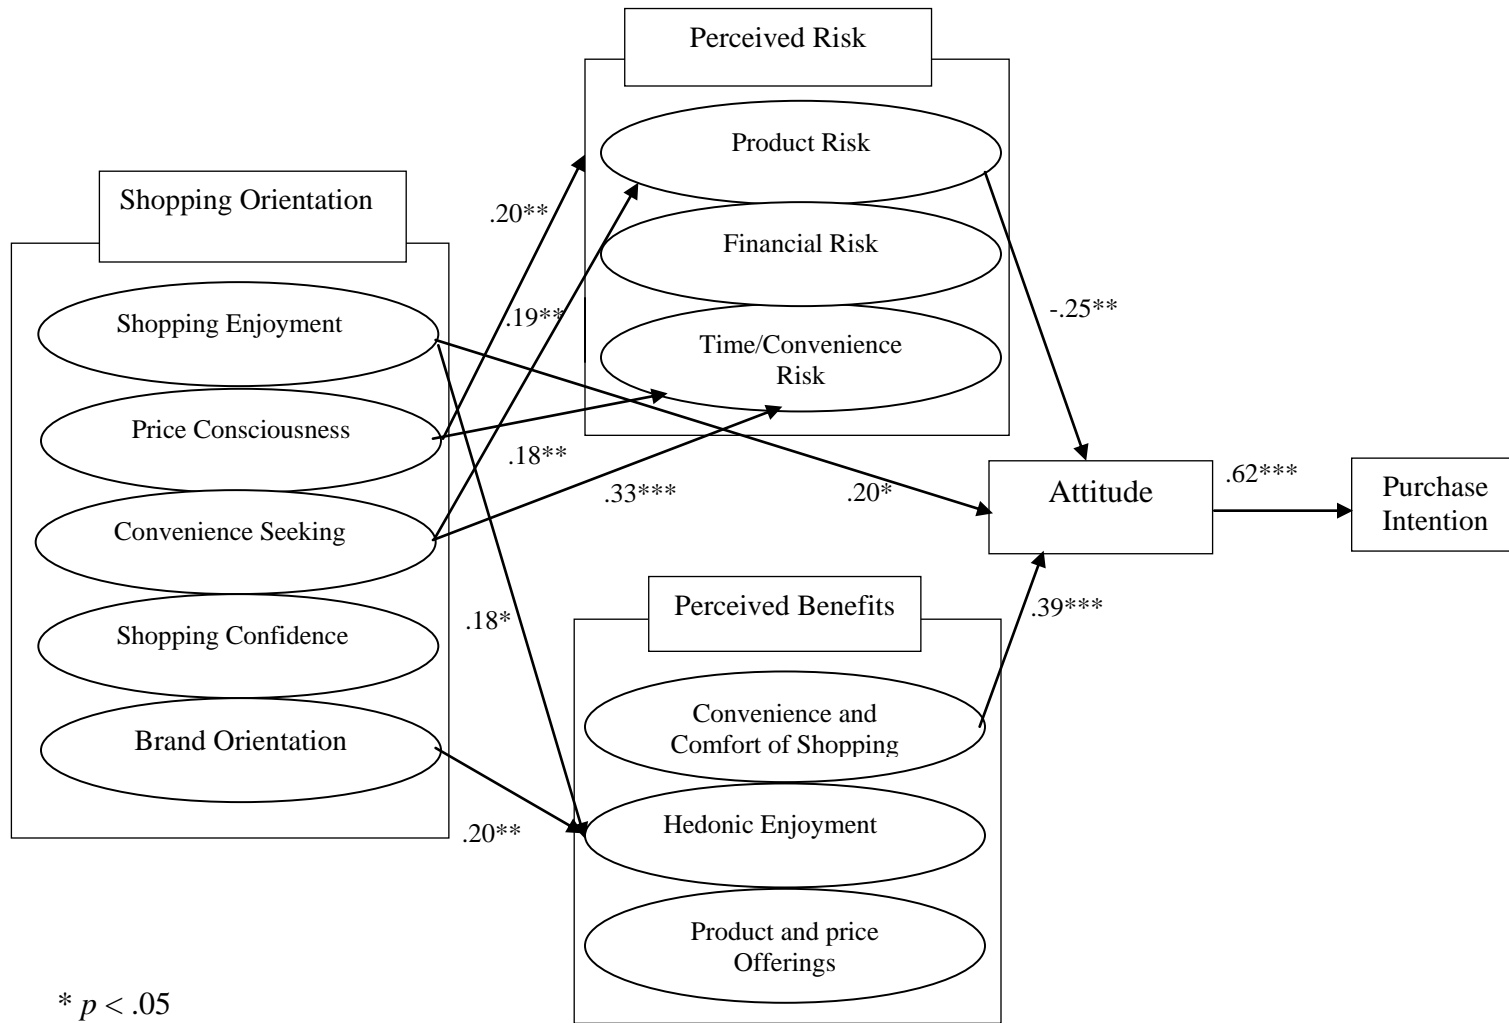 Perceived Risk
Product Risk
Financial Risk
Time/Convenience
Risk
Shopping Orientation
Shopping Enjoyment
Price Consciousness
Convenience Seeking
Shopping Confidence
Brand Orientation
.20**
.19**
.18**
.33***
.20*
-.25**
.18*
.20**
Attitude
.62***
Purchase
Intention
.39***
Perceived Benefits
Convenience and
Comfort of Shopping
Hedonic Enjoyment
Product and price
Offerings
* p < .05